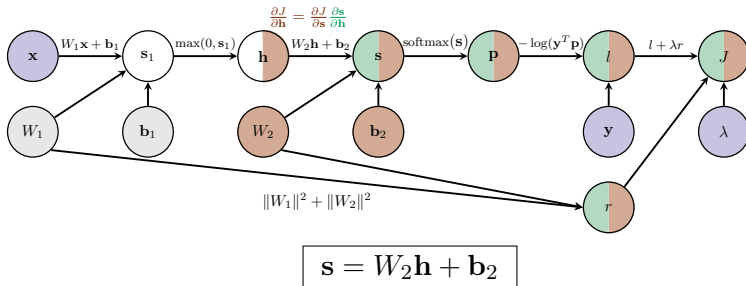 ∂J/∂h = ∂J/∂s ∂s/∂h
x W₁x + b₁ s₁ max(0, s₁) h W₂h + b₂ s softmax(s) p − log(yᵀp) l l + λr J
W₁ b₁ W₂ b₂ y λ
‖W₁‖² + ‖W₂‖² r
s = W₂h + b₂